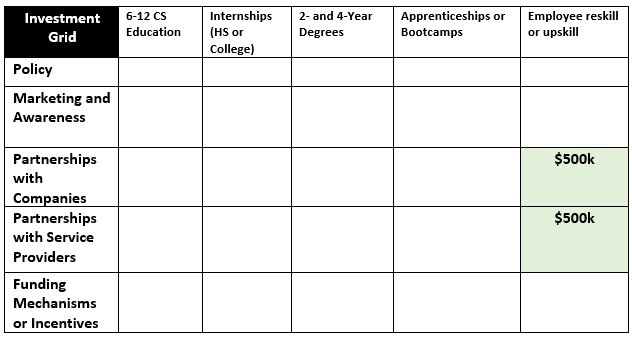 Investment
Grid
6-12 CS
Education
Internships
(HS or
College)
2- and 4-Year
Degrees
Apprenticeships or
Bootcamps
Employee reskill
or upskill
Policy
Marketing and
Awareness
Partnerships
with
Companies
$500k
Partnerships
with Service
Providers
$500k
Funding
Mechanisms
or Incentives